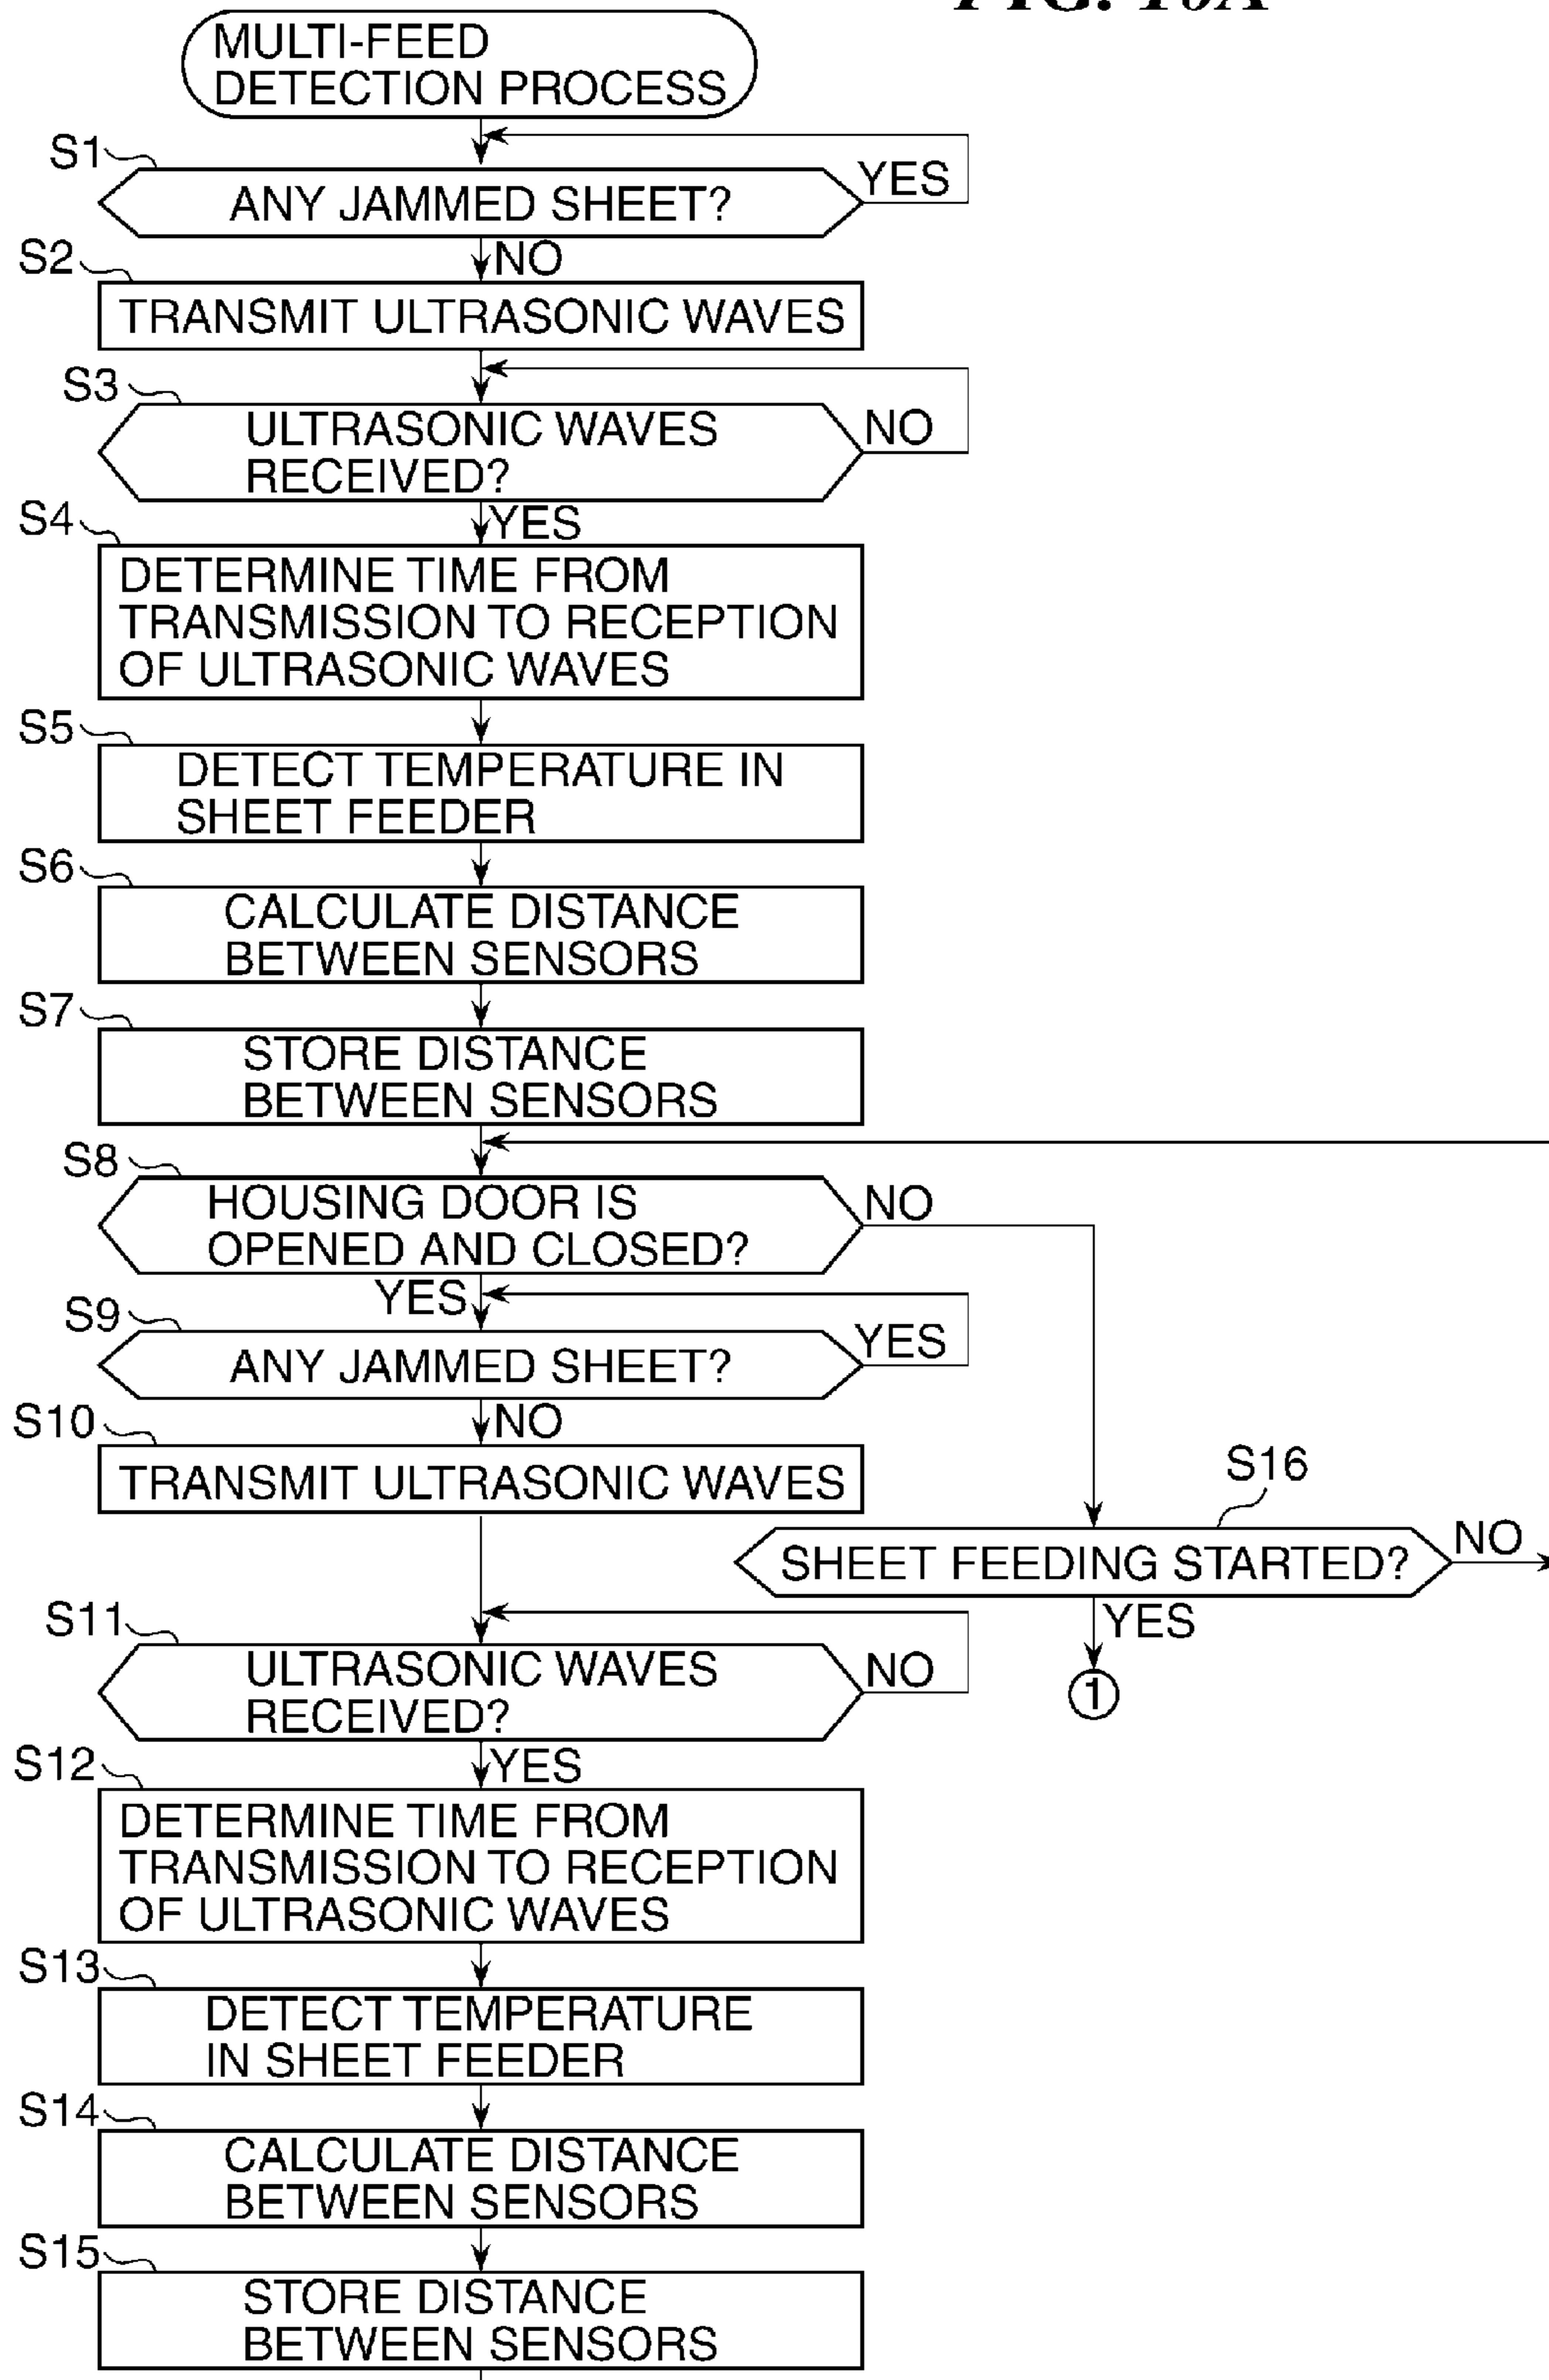 MULTI-FEED
DETECTION PROCESS
S1
ANY JAMMED SHEET?
YES
NO
S2
TRANSMIT ULTRASONIC WAVES
S3
ULTRASONIC WAVES
RECEIVED?
NO
YES
S4
DETERMINE TIME FROM
TRANSMISSION TO RECEPTION
OF ULTRASONIC WAVES
S5
DETECT TEMPERATURE IN
SHEET FEEDER
S6
CALCULATE DISTANCE
BETWEEN SENSORS
S7
STORE DISTANCE
BETWEEN SENSORS
S8
HOUSING DOOR IS
OPENED AND CLOSED?
NO
YES
S9
ANY JAMMED SHEET?
YES
NO
S10
TRANSMIT ULTRASONIC WAVES
S16
SHEET FEEDING STARTED?
NO
YES
1
S11
ULTRASONIC WAVES
RECEIVED?
NO
YES
S12
DETERMINE TIME FROM
TRANSMISSION TO RECEPTION
OF ULTRASONIC WAVES
S13
DETECT TEMPERATURE
IN SHEET FEEDER
S14
CALCULATE DISTANCE
BETWEEN SENSORS
S15
STORE DISTANCE
BETWEEN SENSORS